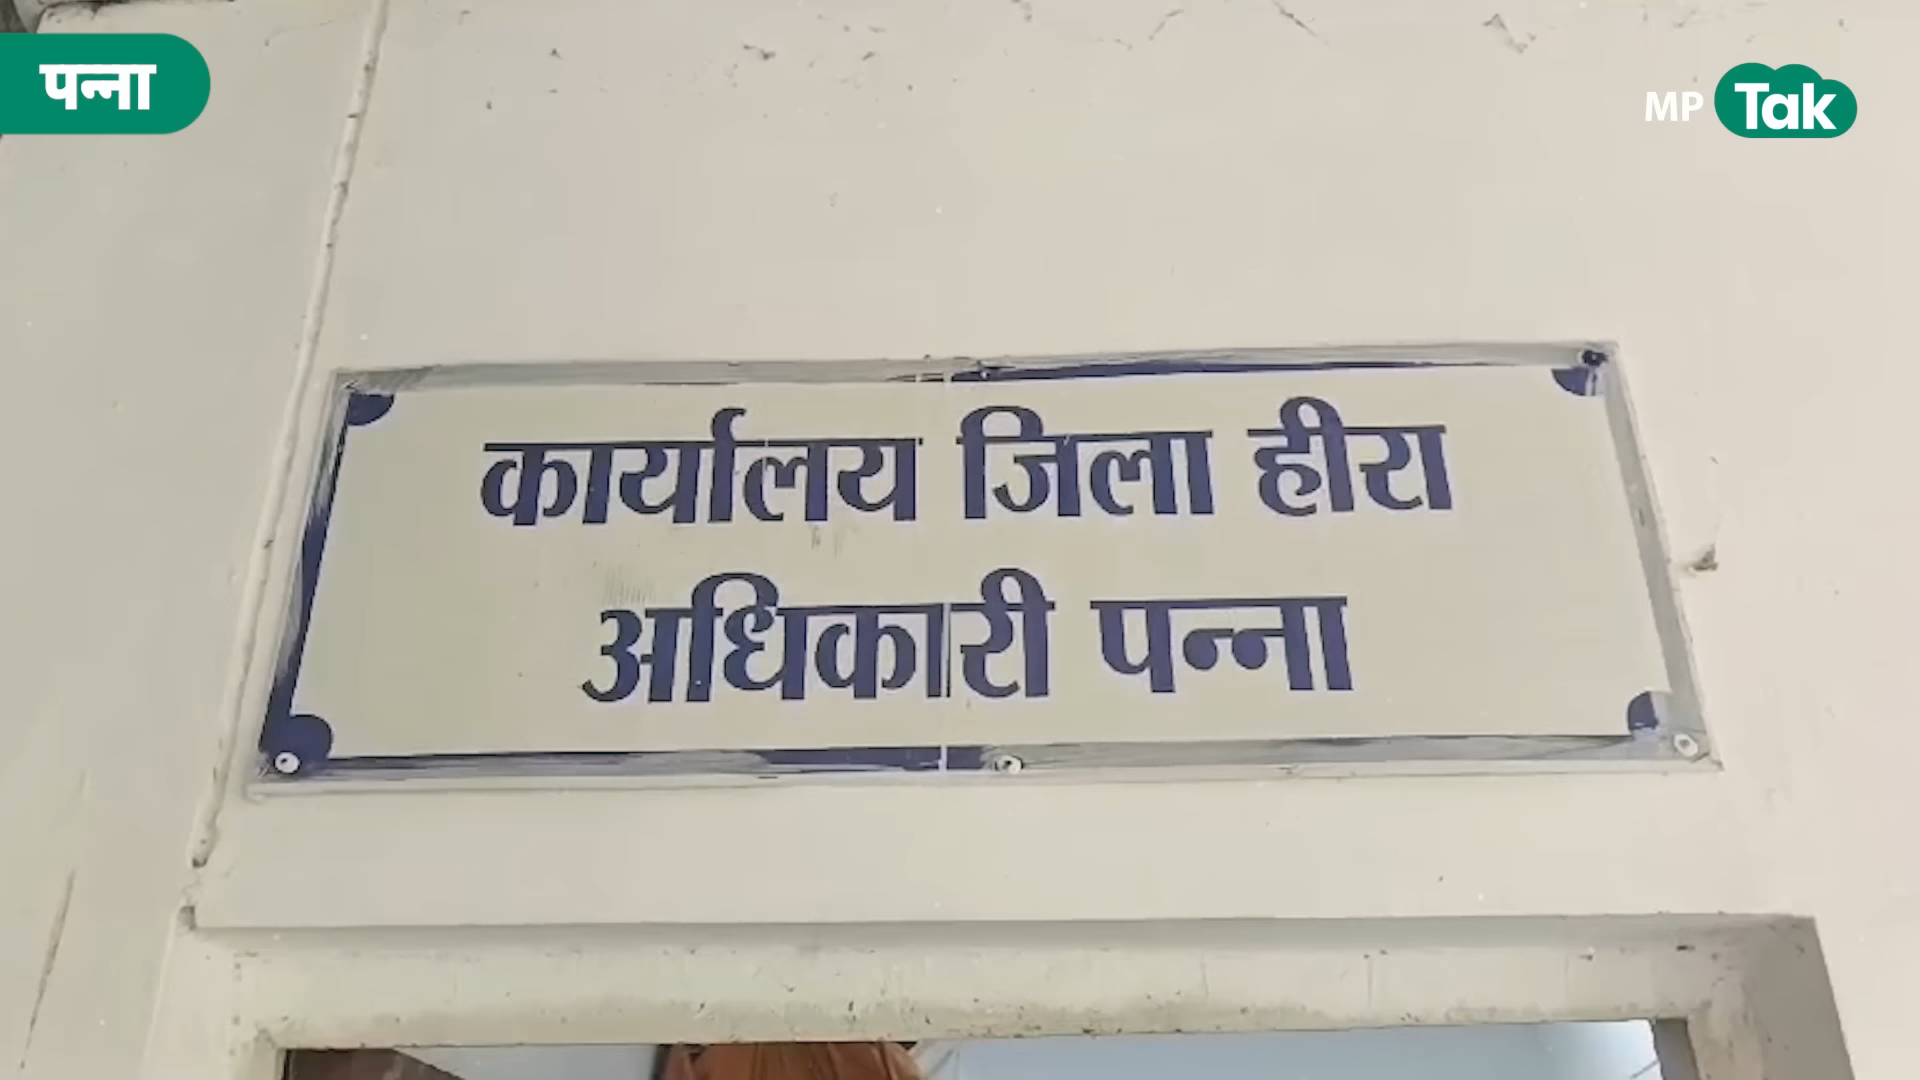 पन्ना
MP Tak
कार्यालय जिला हीरा
अधिकारी पन्ना